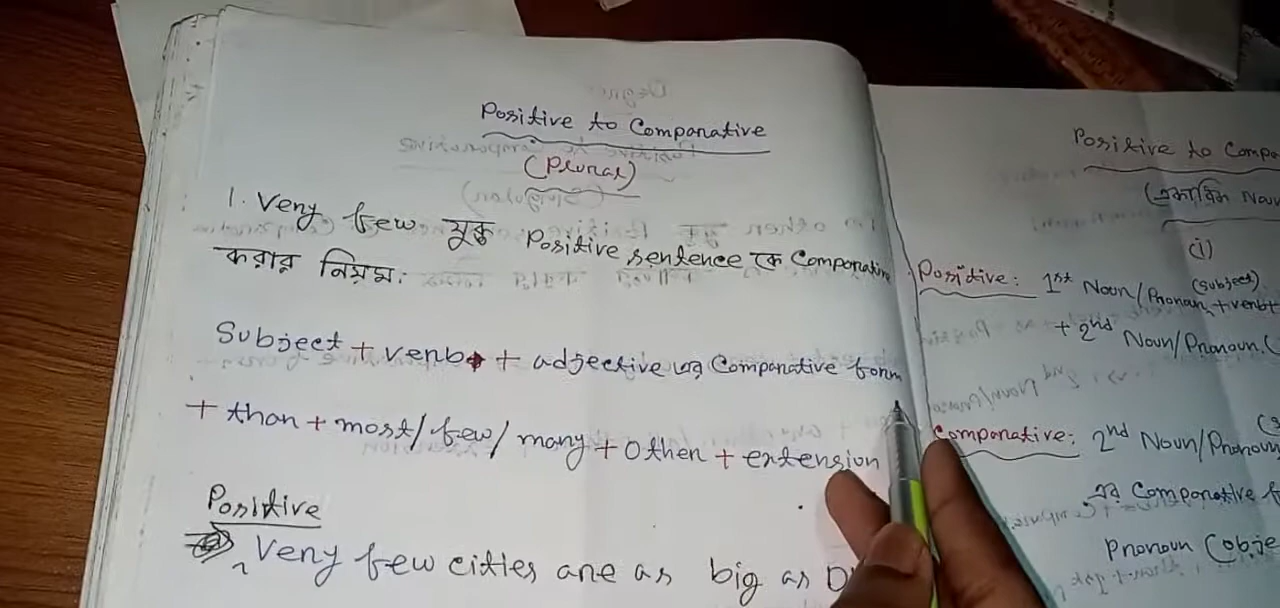 Positive to Comparative
(Plural)
1. Very few যুক্ত Positive sentence কে Comparative
করার নিয়ম:
Subject + verb + adjective এর Comparative form
+ than + most/few/many + other + extension
Positive
Very few cities are as big as
Positive to Compa
(একাধিক Noun
(i)
Positive: 1st Noun/Pronoun (subject) + verb +
+ 2nd Noun/Pronoun.
Comparative: 2nd Noun/Pronoun
এর Comparative f
Pronoun (obje